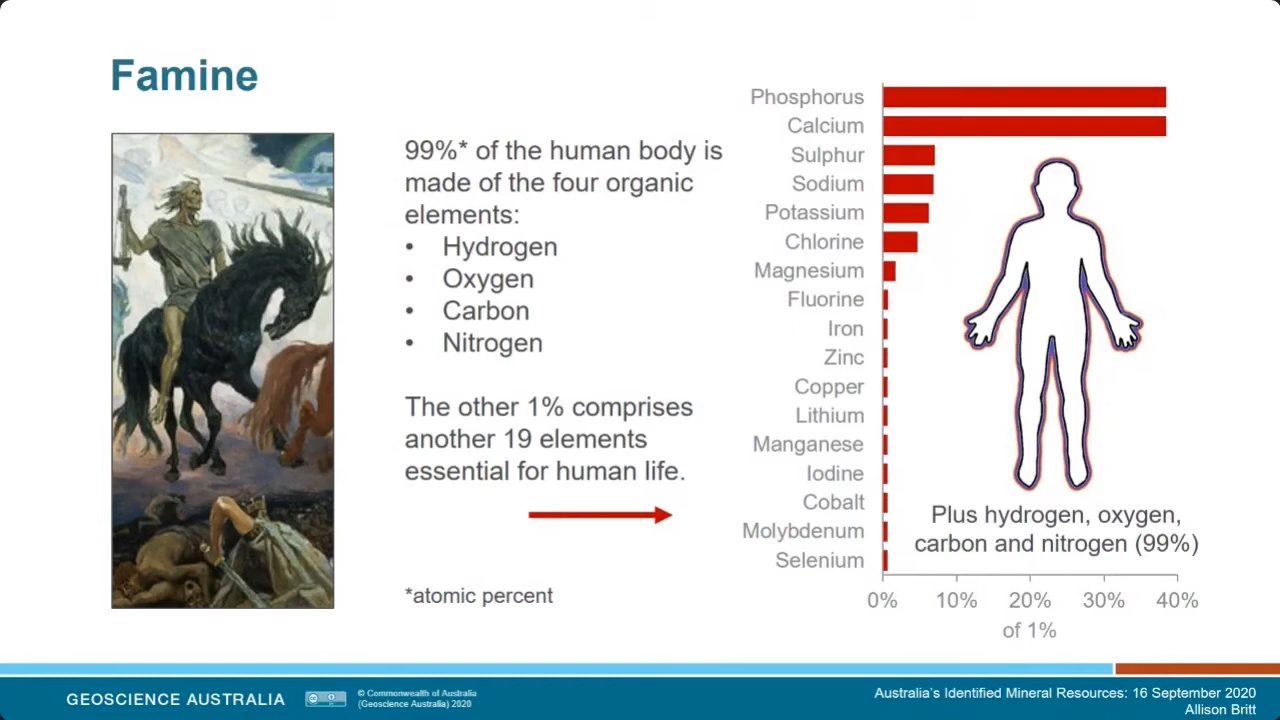 Famine
99%* of the human body is
made of the four organic
elements:
• Hydrogen
• Oxygen
• Carbon
• Nitrogen
The other 1% comprises
another 19 elements
essential for human life.
*atomic percent
Phosphorus
Calcium
Sulphur
Sodium
Potassium
Chlorine
Magnesium
Fluorine
Iron
Zinc
Copper
Lithium
Manganese
Iodine
Cobalt
Molybdenum
Selenium
Plus hydrogen, oxygen,
carbon and nitrogen (99%)
0% 10% 20% 30% 40%
of 1%
GEOSCIENCE AUSTRALIA
© Commonwealth of Australia
(Geoscience Australia) 2020
Australia's Identified Mineral Resources: 16 September 2020
Allison Britt